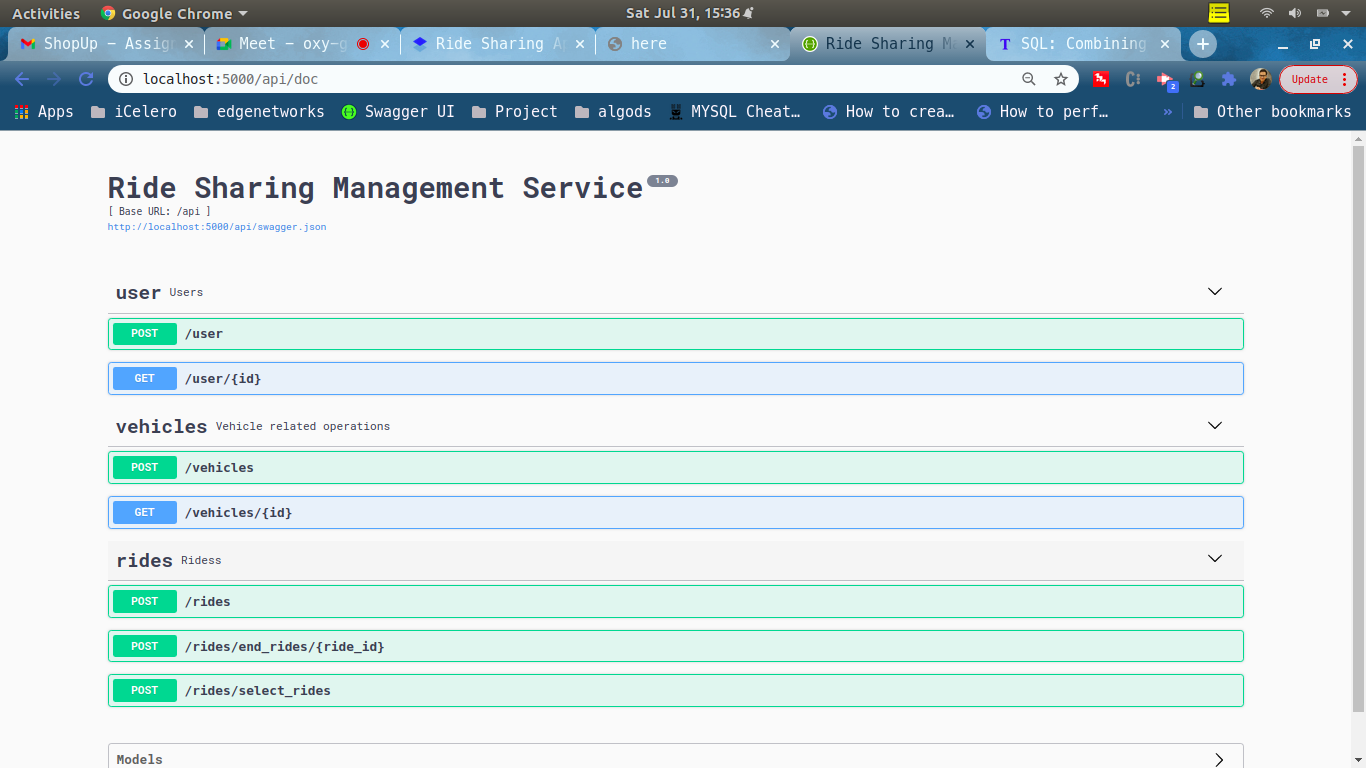 Activities Google Chrome Sat Jul 31, 15:36
ShopUp – Assign Meet – oxy-g Ride Sharing A here Ride Sharing M SQL: Combining
localhost:5000/api/doc Update
2
Apps iCelero edgenetworks Swagger UI Project algods MYSQL Cheat… How to crea… How to perf… » Other bookmarks
Ride Sharing Management Service 1.0
[ Base URL: /api ]
http://localhost:5000/api/swagger.json
user Users
POST /user
GET /user/{id}
vehicles Vehicle related operations
POST /vehicles
GET /vehicles/{id}
rides Ridess
POST /rides
POST /rides/end_rides/{ride_id}
POST /rides/select_rides
Models